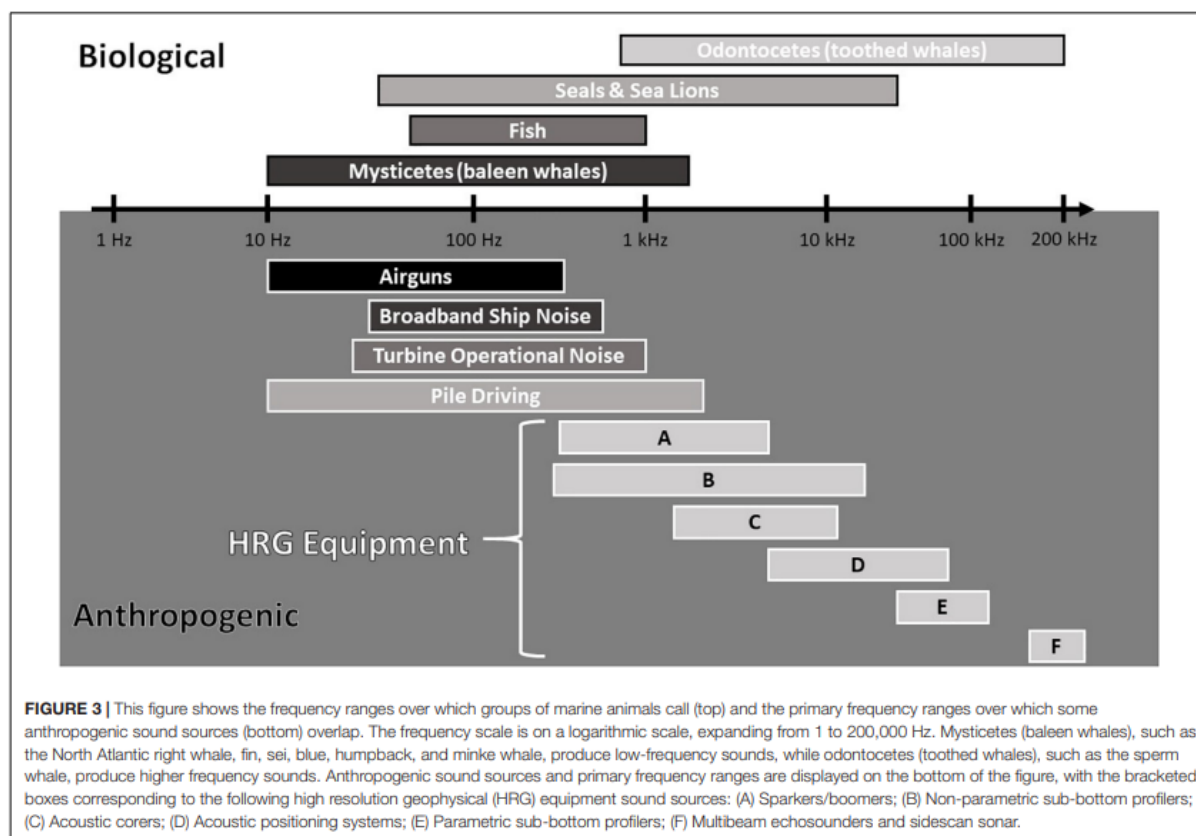 Biological
Odontocetes (toothed whales)
Seals & Sea Lions
Fish
Mysticetes (baleen whales)
1 Hz 10 Hz 100 Hz 1 kHz 10 kHz 100 kHz 200 kHz
Airguns
Broadband Ship Noise
Turbine Operational Noise
Pile Driving
A
B
C
HRG Equipment
D
E
Anthropogenic
F
FIGURE 3 | This figure shows the frequency ranges over which groups of marine animals call (top) and the primary frequency ranges over which some
anthropogenic sound sources (bottom) overlap. The frequency scale is on a logarithmic scale, expanding from 1 to 200,000 Hz. Mysticetes (baleen whales), such as
the North Atlantic right whale, fin, sei, blue, humpback, and minke whale, produce low-frequency sounds, while odontocetes (toothed whales), such as the sperm
whale, produce higher frequency sounds. Anthropogenic sound sources and primary frequency ranges are displayed on the bottom of the figure, with the bracketed
boxes corresponding to the following high resolution geophysical (HRG) equipment sound sources: (A) Sparkers/boomers; (B) Non-parametric sub-bottom profilers;
(C) Acoustic corers; (D) Acoustic positioning systems; (E) Parametric sub-bottom profilers; (F) Multibeam echosounders and sidescan sonar.